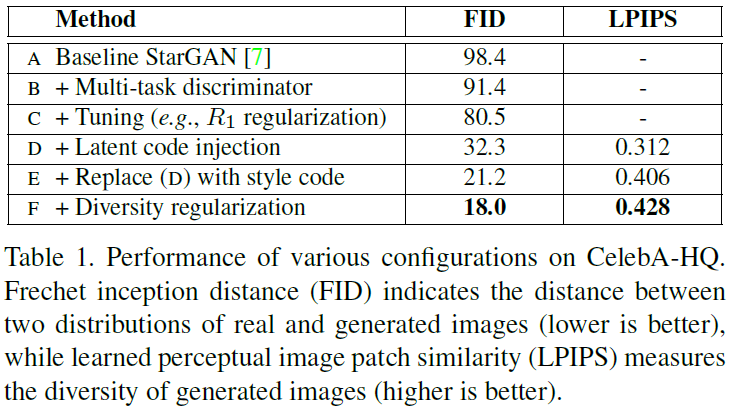 Method FID LPIPS
A Baseline StarGAN [7] 98.4 -
B + Multi-task discriminator 91.4 -
C + Tuning (e.g., R1 regularization) 80.5 -
D + Latent code injection 32.3 0.312
E + Replace (D) with style code 21.2 0.406
F + Diversity regularization 18.0 0.428
Table 1. Performance of various configurations on CelebA-HQ.
Frechet inception distance (FID) indicates the distance between
two distributions of real and generated images (lower is better),
while learned perceptual image patch similarity (LPIPS) measures
the diversity of generated images (higher is better).